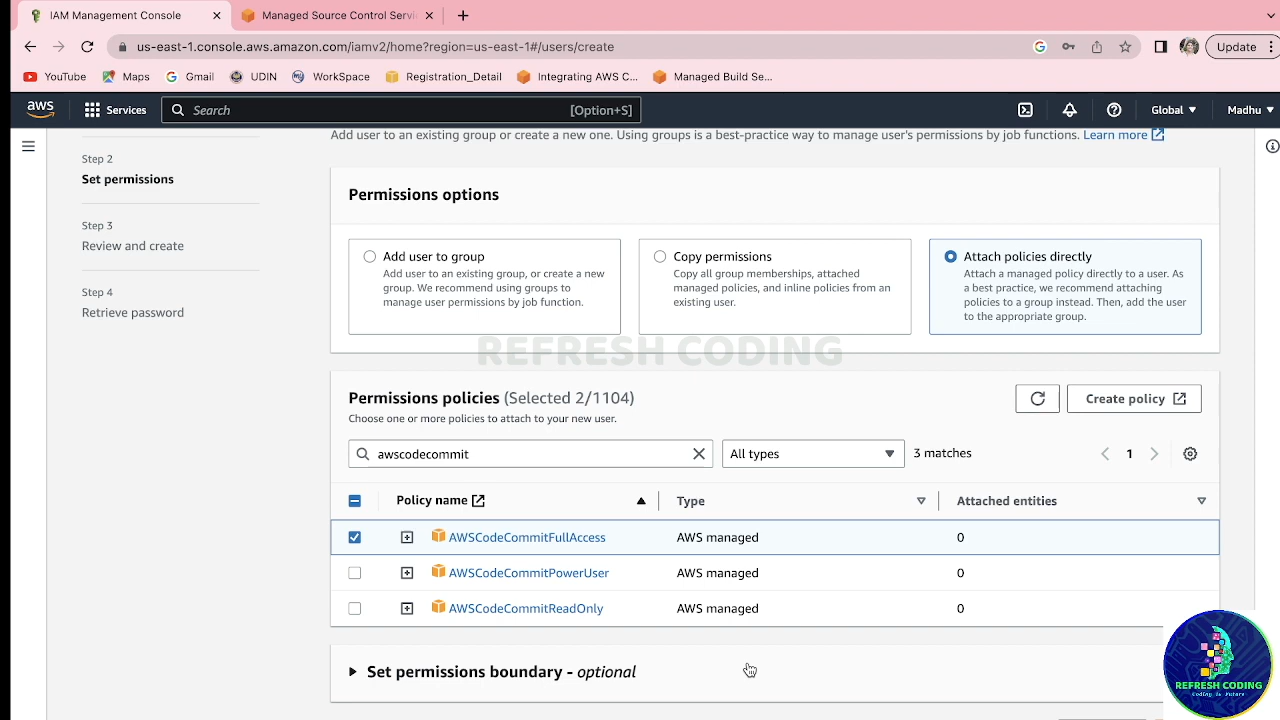 IAM Management Console
Managed Source Control Servi
us-east-1.console.aws.amazon.com/iamv2/home?region=us-east-1#/users/create
Update
YouTube
Maps
Gmail
UDIN
WorkSpace
Registration_Detail
Integrating AWS C...
Managed Build Se...
aws
Services
Search
[Option+S]
Global
Madhu
Add user to an existing group or create a new one. Using groups is a best-practice way to manage user's permissions by job functions. Learn more
Step 2
Set permissions
Step 3
Review and create
Step 4
Retrieve password
Permissions options
Add user to group
Add user to an existing group, or create a new
group. We recommend using groups to
manage user permissions by job function.
Copy permissions
Copy all group memberships, attached
managed policies, and inline policies from an
existing user.
Attach policies directly
Attach a managed policy directly to a user. As
a best practice, we recommend attaching
policies to a group instead. Then, add the user
to the appropriate group.
REFRESH CODING
Permissions policies (Selected 2/1104)
Choose one or more policies to attach to your new user.
Create policy
awscodecommit
All types
3 matches
1
Policy name
Type
Attached entities
AWSCodeCommitFullAccess
AWS managed
0
AWSCodeCommitPowerUser
AWS managed
0
AWSCodeCommitReadOnly
AWS managed
0
Set permissions boundary - optional
REFRESH CODING
Coding Is Future